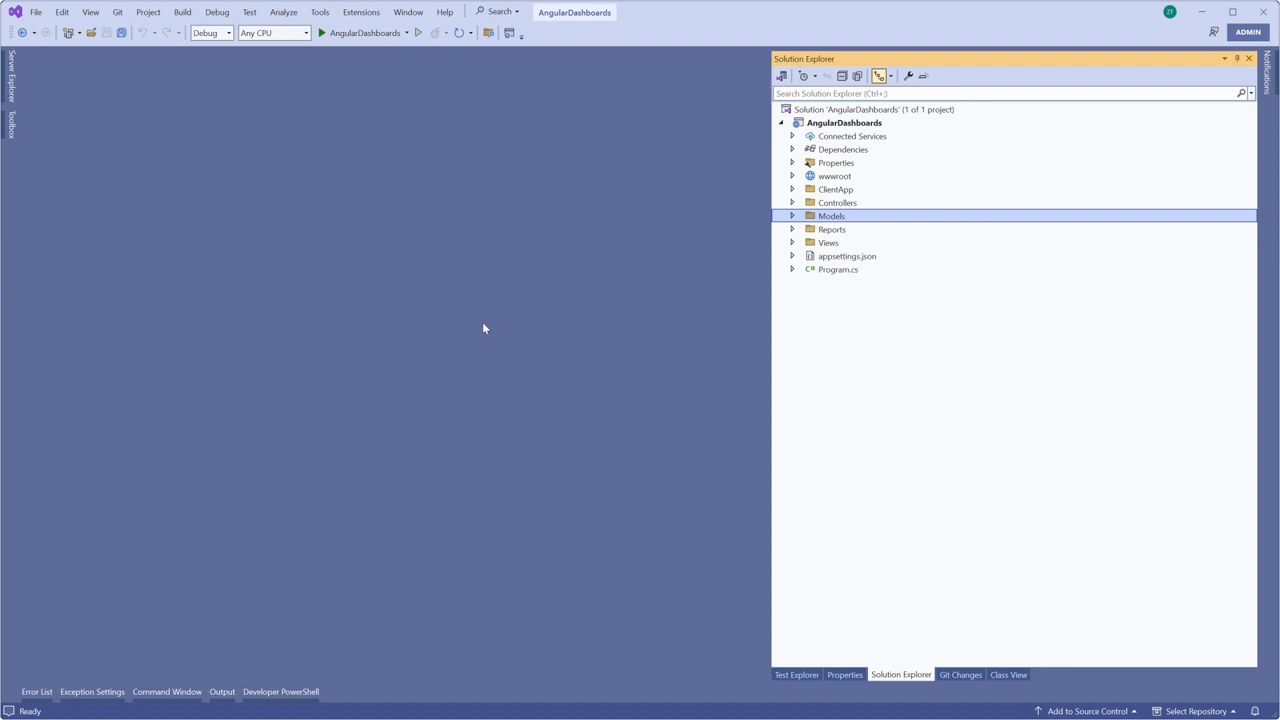 File Edit View Git Project Build Debug Test Analyze Tools Extensions Window Help Search AngularDashboards ZT
Debug Any CPU AngularDashboards ADMIN
Server Explorer
Toolbox
Solution Explorer
Search Solution Explorer (Ctrl+;)
Solution 'AngularDashboards' (1 of 1 project)
AngularDashboards
Connected Services
Dependencies
Properties
wwwroot
ClientApp
Controllers
Models
Reports
Views
appsettings.json
C# Program.cs
Notifications
Test Explorer Properties Solution Explorer Git Changes Class View
Error List Exception Settings Command Window Output Developer PowerShell
Ready Add to Source Control Select Repository